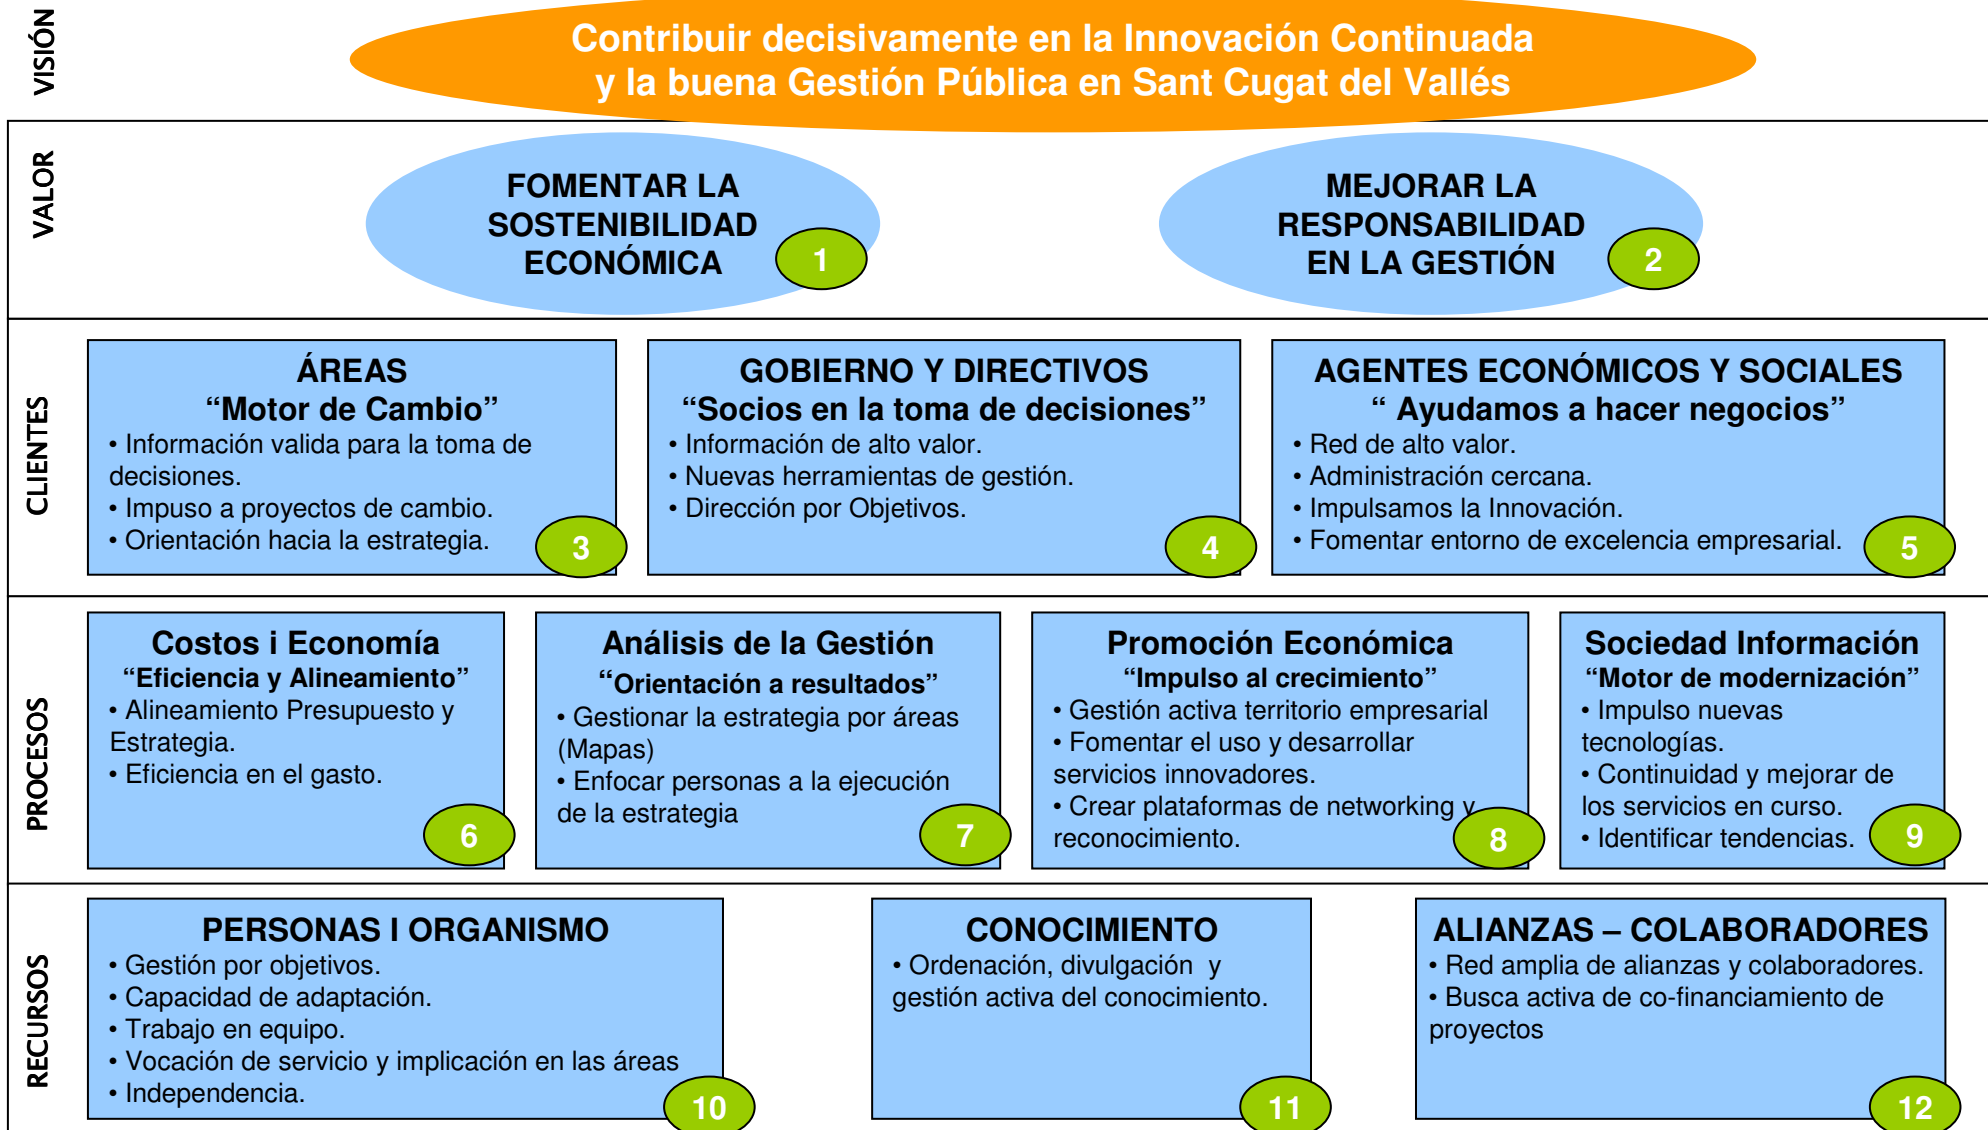 VISIÓN
Contribuir decisivamente en la Innovación Continuada
y la buena Gestión Pública en Sant Cugat del Vallés
VALOR
FOMENTAR LA
SOSTENIBILIDAD
ECONÓMICA
1
MEJORAR LA
RESPONSABILIDAD
EN LA GESTIÓN
2
CLIENTES
ÁREAS
“Motor de Cambio”
• Información valida para la toma de
decisiones.
• Impuso a proyectos de cambio.
• Orientación hacia la estrategia.
3
GOBIERNO Y DIRECTIVOS
“Socios en la toma de decisiones”
• Información de alto valor.
• Nuevas herramientas de gestión.
• Dirección por Objetivos.
4
AGENTES ECONÓMICOS Y SOCIALES
“ Ayudamos a hacer negocios”
• Red de alto valor.
• Administración cercana.
• Impulsamos la Innovación.
• Fomentar entorno de excelencia empresarial.
5
PROCESOS
Costos i Economía
“Eficiencia y Alineamiento”
• Alineamiento Presupuesto y
Estrategia.
• Eficiencia en el gasto.
6
Análisis de la Gestión
“Orientación a resultados”
• Gestionar la estrategia por áreas
(Mapas)
• Enfocar personas a la ejecución
de la estrategia
7
Promoción Económica
“Impulso al crecimiento”
• Gestión activa territorio empresarial
• Fomentar el uso y desarrollar
servicios innovadores.
• Crear plataformas de networking y
reconocimiento.
8
Sociedad Información
“Motor de modernización”
• Impulso nuevas
tecnologías.
• Continuidad y mejorar de
los servicios en curso.
• Identificar tendencias.
9
RECURSOS
PERSONAS I ORGANISMO
• Gestión por objetivos.
• Capacidad de adaptación.
• Trabajo en equipo.
• Vocación de servicio y implicación en las áreas
• Independencia.
10
CONOCIMIENTO
• Ordenación, divulgación y
gestión activa del conocimiento.
11
ALIANZAS – COLABORADORES
• Red amplia de alianzas y colaboradores.
• Busca activa de co-financiamiento de
proyectos
12